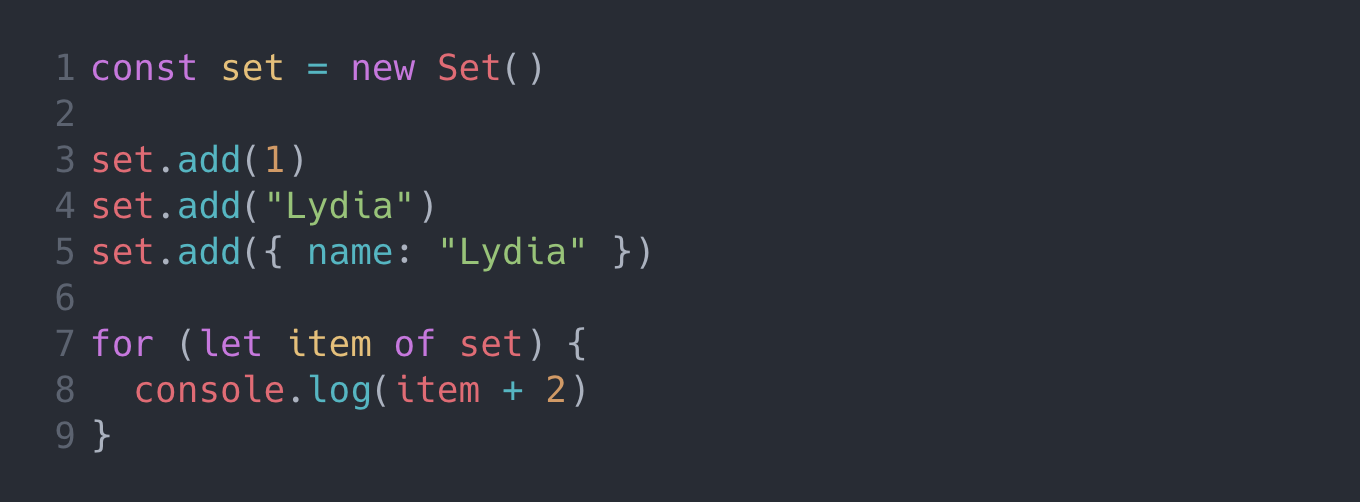 1 const set = new Set()
2
3 set.add(1)
4 set.add("Lydia")
5 set.add({ name: "Lydia" })
6
7 for (let item of set) {
8   console.log(item + 2)
9 }